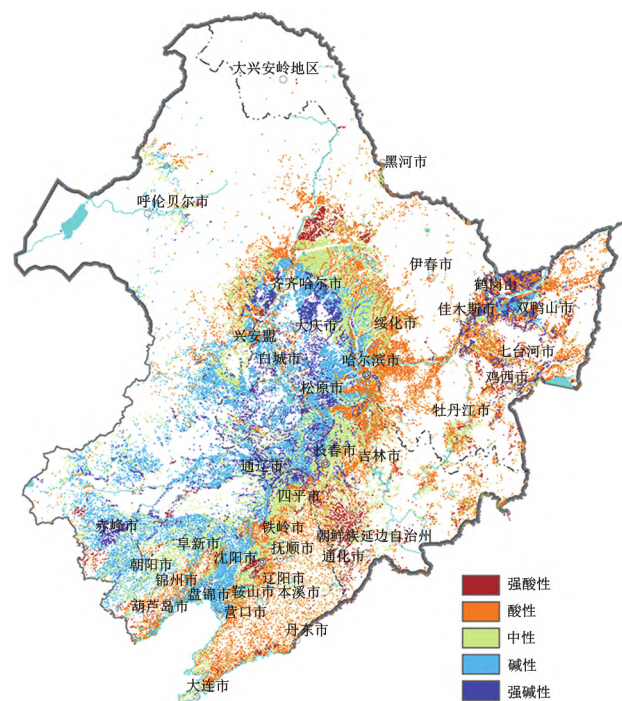 大兴安岭地区
黑河市
呼伦贝尔市
伊春市
齐齐哈尔市
鹤岗山
佳木斯市
双鸭山市
大庆市
绥化市
兴安盟
白城市
哈尔滨市
七台河市
鸡西市
松原市
牡丹江市
长春市
吉林市
通辽市
四平市
赤峰市
铁岭市
朝鲜族延边自治州
阜新市
抚顺市
沈阳市
通化市
朝阳市
锦州市
辽阳市
盘锦市
鞍山市
本溪市
葫芦岛市
营口市
丹东市
大连市
强酸性
酸性
中性
碱性
强碱性